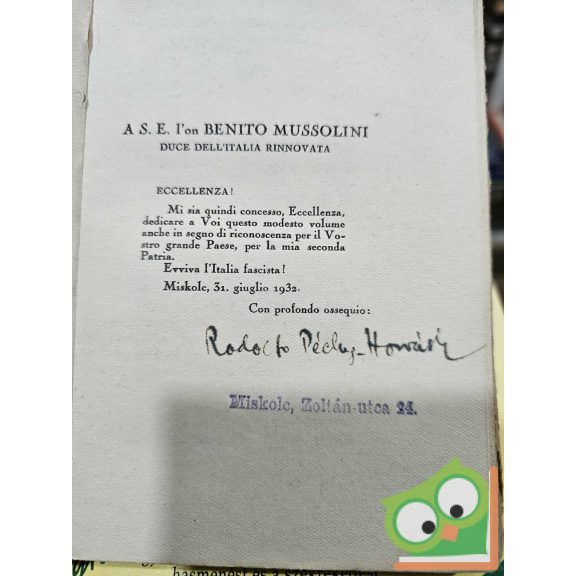 A S. E. l'on BENITO MUSSOLINI
DUCE DELL'ITALIA RINNOVATA
ECCELLENZA!
Mi sia quindi concesso, Eccellenza,
dedicare a Voi questo modesto volume
anche in segno di riconoscenza per il Vo-
stro grande Paese, per la mia seconda
Patria.
Evviva l'Italia fascista!
Miskolc, 31. giuglio 1932.
Con profondo ossequio:
Rodolfo
Miskolc, Zoltán-utca 24.